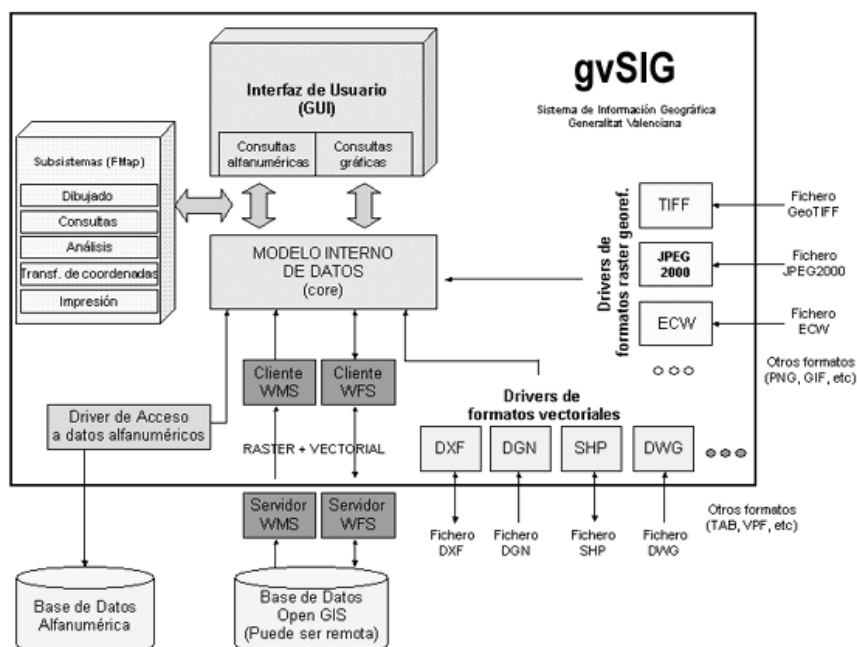 gvSIG
Sistema de Información Geográfica
Generalitat Valenciana
Interfaz de Usuario
(GUI)
Consultas
alfanuméricas
Consultas
gráficas
Subsistemas (FMap)
Dibujado
Consultas
Análisis
Transf. de coordenadas
Impresión
MODELO INTERNO
DE DATOS
(core)
Drivers de
formatos raster georef.
TIFF
Fichero
GeoTIFF
JPEG
2000
Fichero
JPEG2000
ECW
Fichero
ECW
Otros formatos
(PNG, GIF, etc)
Cliente
WMS
Cliente
WFS
Driver de Acceso
a datos alfanuméricos
RASTER + VECTORIAL
Drivers de
formatos vectoriales
DXF
DGN
SHP
DWG
Servidor
WMS
Servidor
WFS
Fichero
DXF
Fichero
DGN
Fichero
SHP
Fichero
DWG
Otros formatos
(TAB, VPF, etc)
Base de Datos
Alfanumérica
Base de Datos
Open GIS
(Puede ser remota)